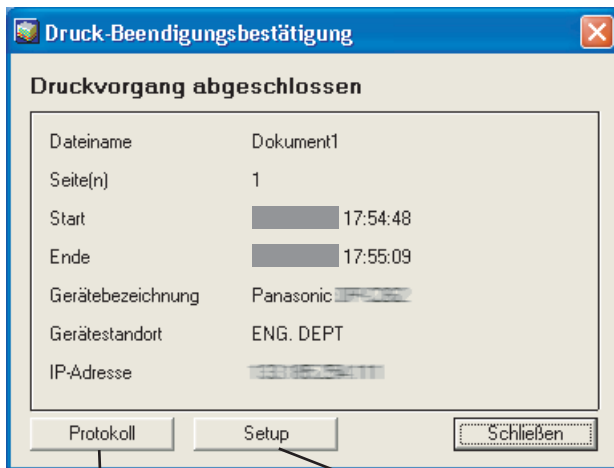 Druck-Beendigungsbestätigung
Druckvorgang abgeschlossen
Dateiname Dokument1
Seite(n) 1
Start 17:54:48
Ende 17:55:09
Gerätebezeichnung Panasonic
Gerätestandort ENG. DEPT
IP-Adresse
Protokoll Setup Schließen